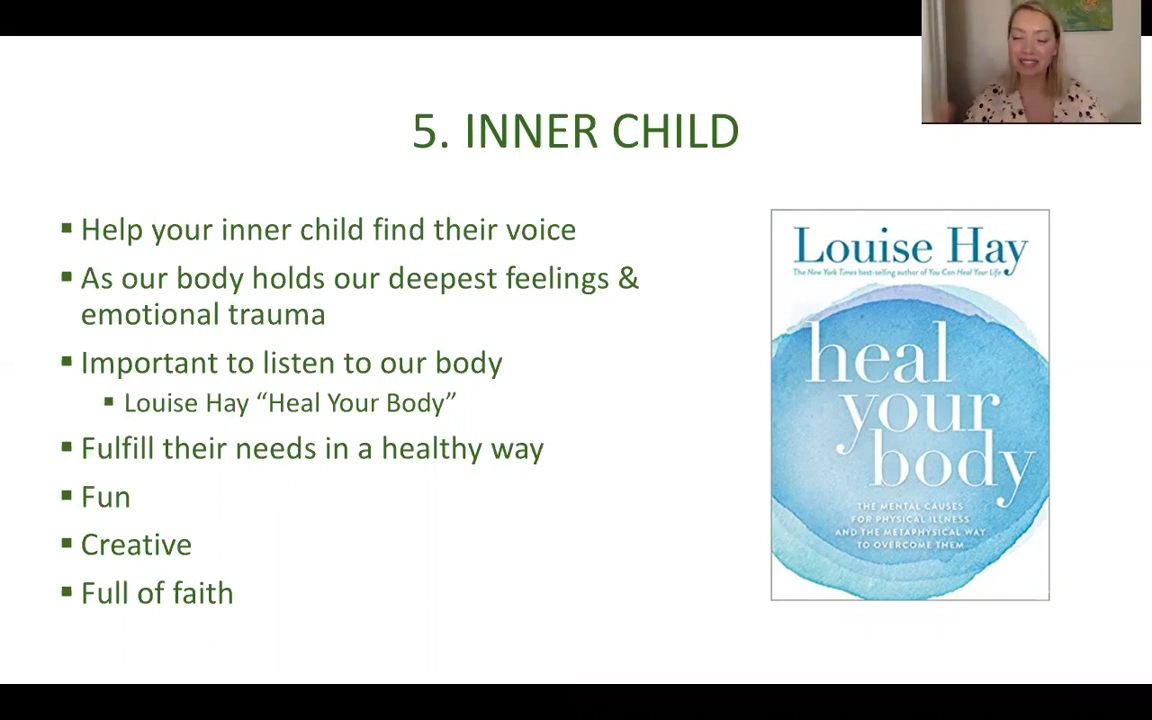 5. INNER CHILD
▪ Help your inner child find their voice
▪ As our body holds our deepest feelings &
emotional trauma
▪ Important to listen to our body
▪ Louise Hay “Heal Your Body”
▪ Fulfill their needs in a healthy way
▪ Fun
▪ Creative
▪ Full of faith
Louise Hay
The New York Times best-selling author of You Can Heal Your Life
heal
your
body
THE MENTAL CAUSES
FOR PHYSICAL ILLNESS
AND THE METAPHYSICAL WAY
TO OVERCOME THEM